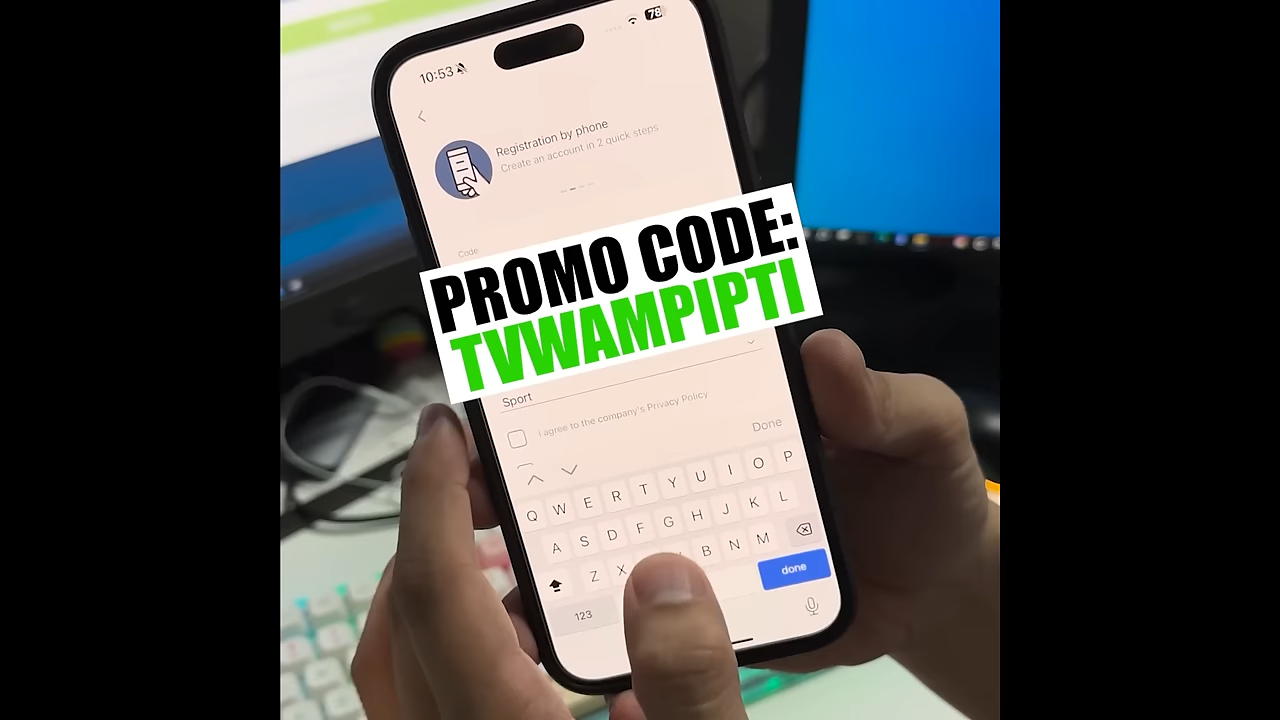 10:53
78
Registration by phone
Create an account in 2 quick steps
Code
PROMO CODE:
TVWAMPIPTI
Sport
I agree to the company's Privacy Policy
Done
Q W E R T Y U I O P
A S D F G H J K L
Z X B N M
123
done